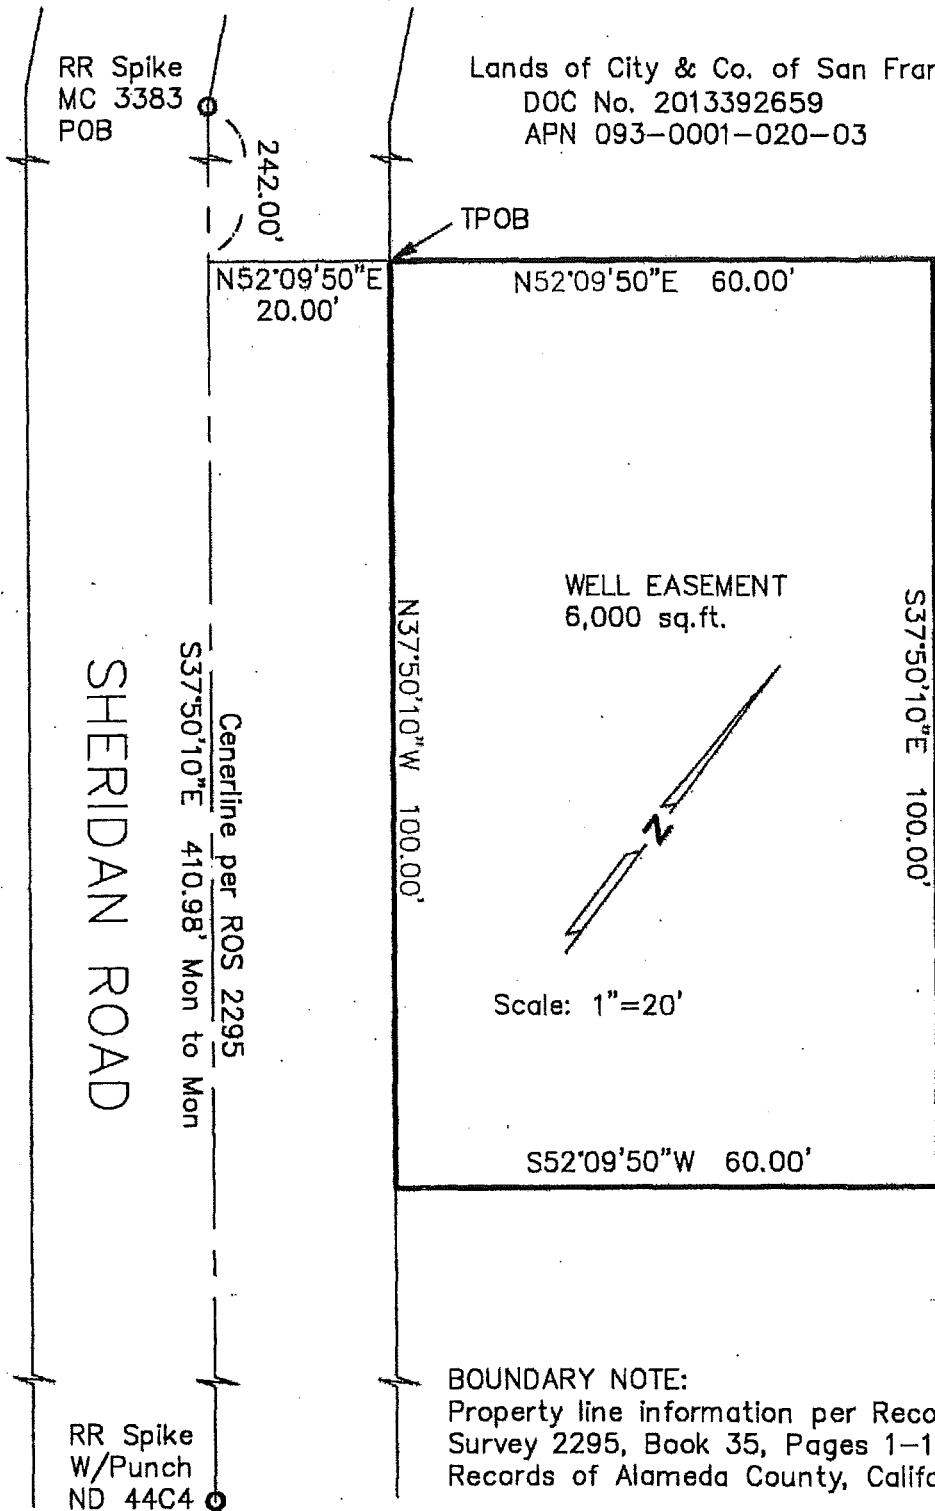 RR Spike
MC 3383
POB
Lands of City & Co. of San Fran
DOC No. 2013392659
APN 093-0001-020-03
242.00'
TPOB
N52°09'50"E
20.00'
N52°09'50"E 60.00'
WELL EASEMENT
6,000 sq.ft.
S37°50'10"E 100.00'
N37°50'10"W 100.00'
Cenerline per ROS 2295
S37°50'10"E 410.98' Mon to Mon
SHERIDAN ROAD
N
Scale: 1"=20'
S52°09'50"W 60.00'
BOUNDARY NOTE:
Property line information per Reco
Survey 2295, Book 35, Pages 1-1
Records of Alameda County, Califo
RR Spike
W/Punch
ND 44C4